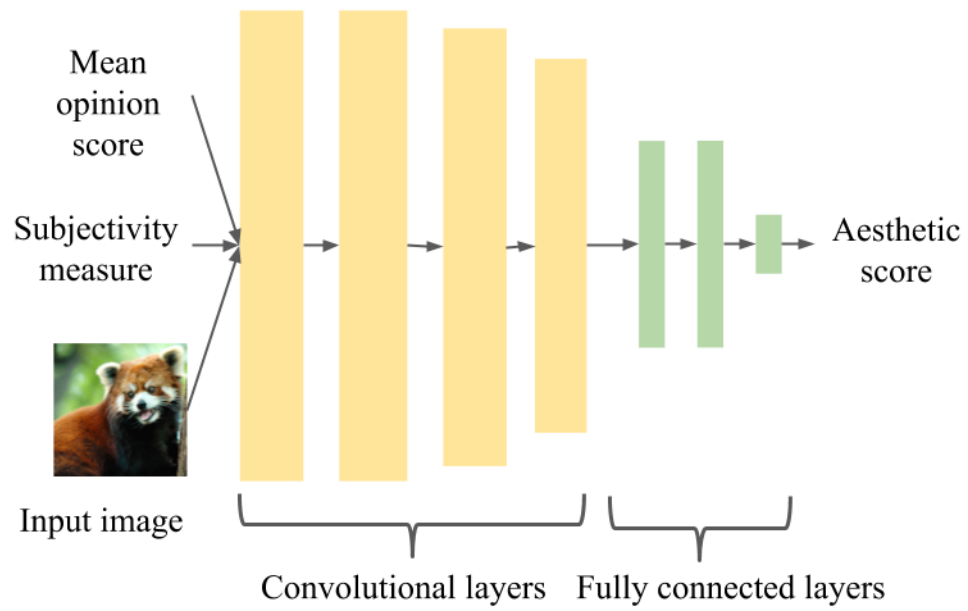 Mean
opinion
score
Subjectivity
measure
Input image
Aesthetic
score
Convolutional layers
Fully connected layers